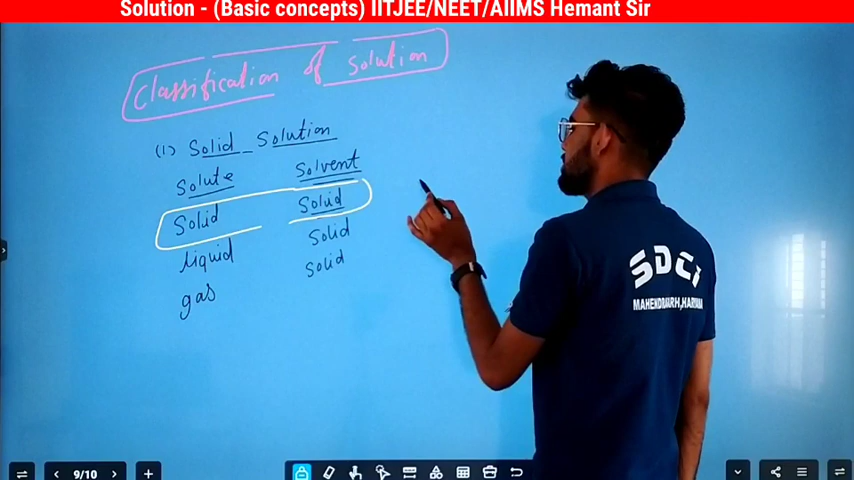 Solution - (Basic concepts) IITJEE/NEET/AIIMS Hemant Sir
Classification of Solution
(1) Solid Solution
Solute Solvent
Solid Solid
Liquid Solid
gas Solid
SDCI
MAHENDRAGARH, HARYANA
9/10